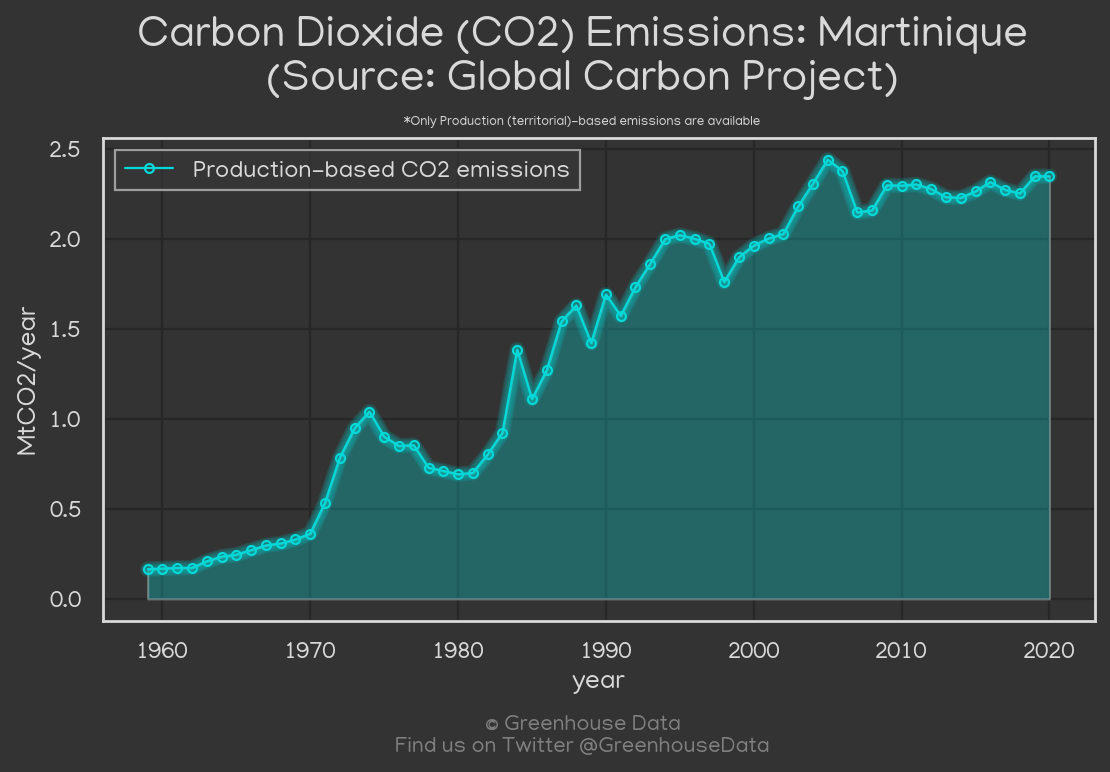 Carbon Dioxide (CO2) Emissions: Martinique
(Source: Global Carbon Project)
*Only Production (territorial)-based emissions are available
Production-based CO2 emissions
2.5
2.0
1.5
1.0
0.5
0.0
MtCO2/year
1960 1970 1980 1990 2000 2010 2020
year
© Greenhouse Data
Find us on Twitter @GreenhouseData